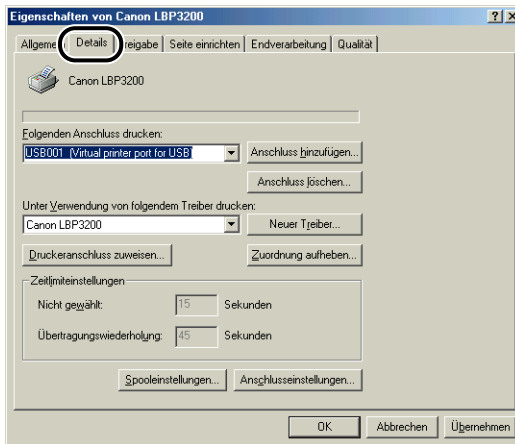 Eigenschaften von Canon LBP3200
Details Seite einrichten Endverarbeitung Qualität
Canon LBP3200
Folgenden Anschluss drucken:
USB001 (Virtual printer port for USB) Anschluss hinzufügen...
Anschluss löschen...
Unter Verwendung von folgendem Treiber drucken:
Canon LBP3200 Neuer Treiber...
Druckeranschluss zuweisen... Zuordnung aufheben...
Zeitlimiteinstellungen
Nicht gewählt: 15 Sekunden
Übertragungswiederholung: 45 Sekunden
Spooleinstellungen... Anschlusseinstellungen...
OK Abbrechen Übernehmen